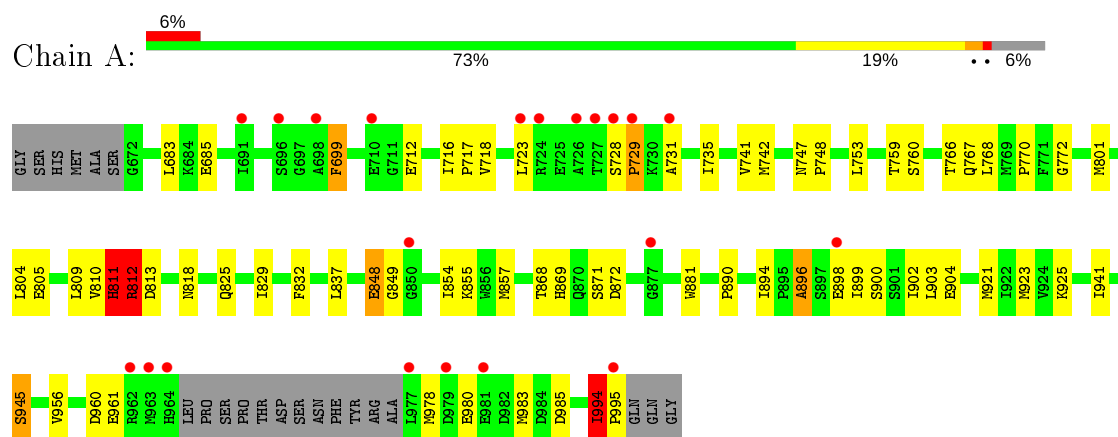 6%
Chain A:
73% 19% • • 6%
GLY SER HIS MET ALA SER G672 L683 K684 E685 I691 S696 G697 A698 F699 E710 G711 E712 I716 P717 V718 L723 R724 E725 A726 T727 S728 P729 K730 A731 I735 V741 M742 N747 P748 L753 T759 S760 T766 Q767 L768 M769 P770 F771 G772 M801
L804 E805 L809 V810 H811 R812 D813 N818 Q825 I829 F832 L837 E848 G849 G850 I854 K855 W856 M857 T868 H869 Q870 S871 D872 G877 W881 P890 I894 P895 A896 S897 E898 I899 S900 S901 I902 L903 E904 M921 I922 M923 V924 K925 I941
S945 V956 D960 E961 R962 M963 H964 LEU PRO SER PRO THR ASP SER ASN PHE TYR ARG ALA L977 M978 D979 E980 E981 D982 M983 D984 D985 I994 P995 GLN GLN GLY